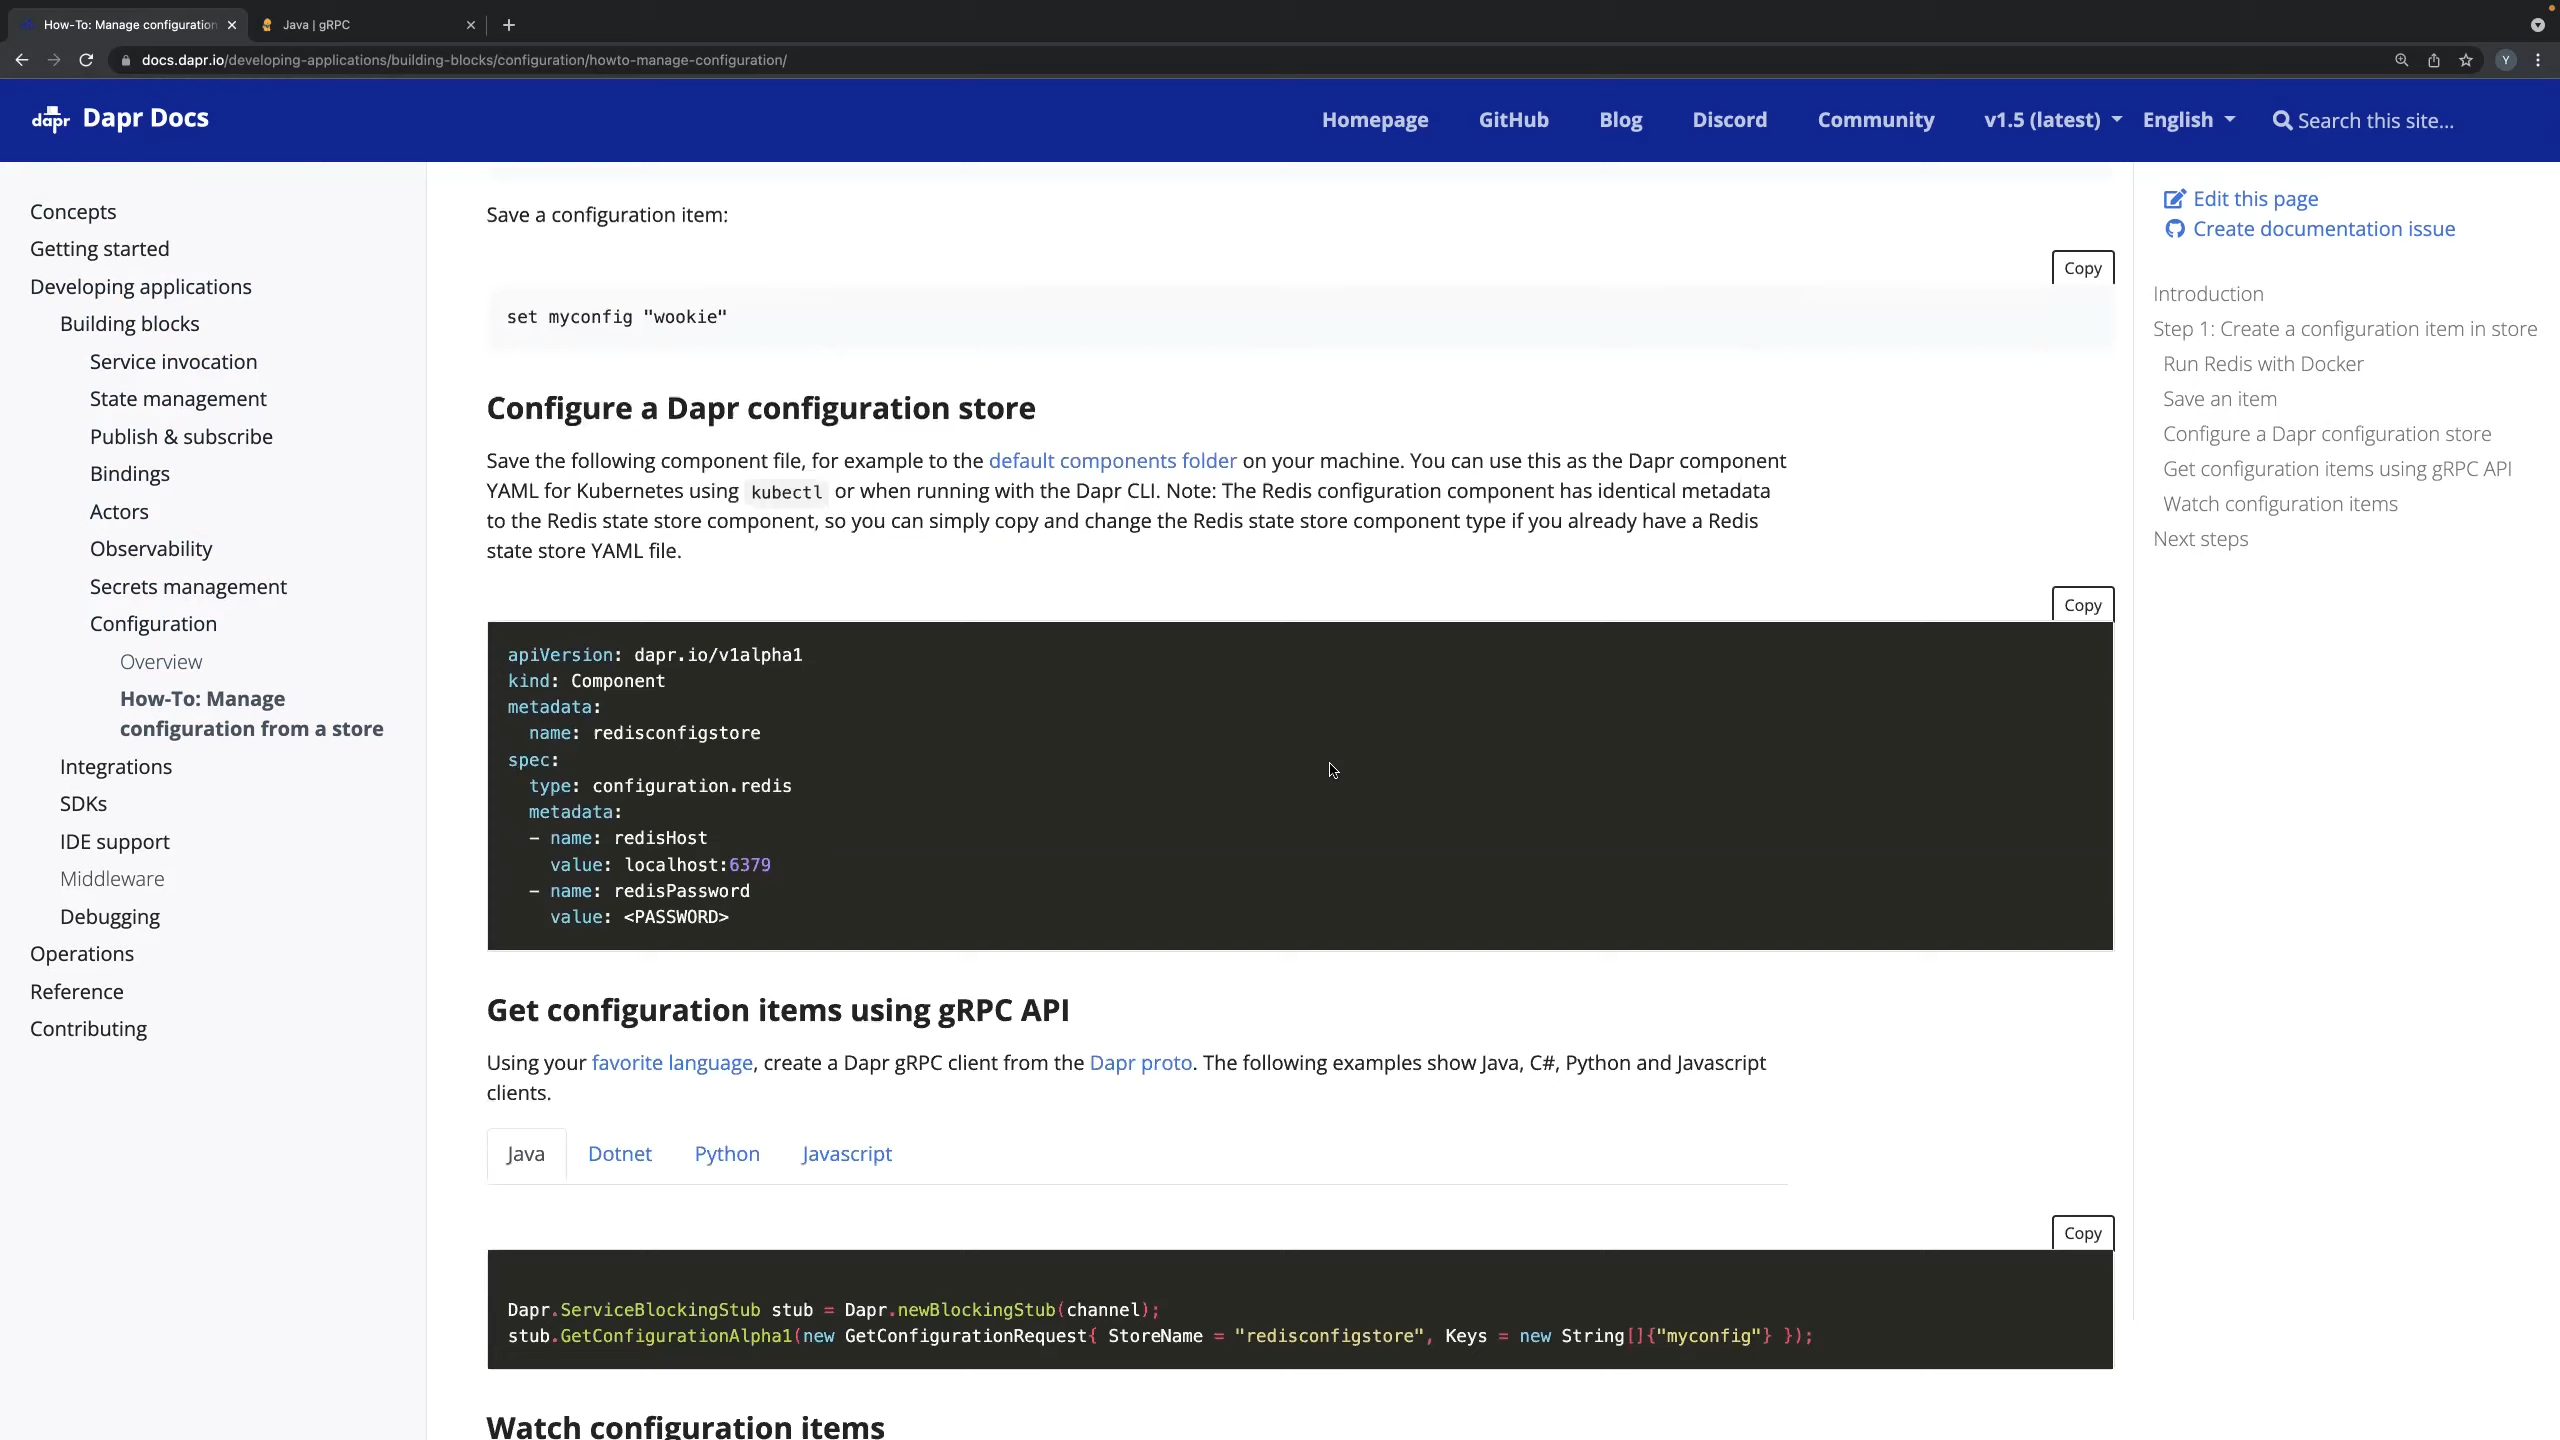 How-To: Manage configuration
Java | gRPC
docs.dapr.io/developing-applications/building-blocks/configuration/howto-manage-configuration/
Y
dapr
Dapr Docs
Homepage
GitHub
Blog
Discord
Community
v1.5 (latest)
English
Search this site...
Concepts
Getting started
Developing applications
Building blocks
Service invocation
State management
Publish & subscribe
Bindings
Actors
Observability
Secrets management
Configuration
Overview
How-To: Manage
configuration from a store
Integrations
SDKs
IDE support
Middleware
Debugging
Operations
Reference
Contributing
Save a configuration item:
Copy
set myconfig "wookie"
Configure a Dapr configuration store
Save the following component file, for example to the default components folder on your machine. You can use this as the Dapr component
YAML for Kubernetes using kubectl or when running with the Dapr CLI. Note: The Redis configuration component has identical metadata
to the Redis state store component, so you can simply copy and change the Redis state store component type if you already have a Redis
state store YAML file.
Copy
apiVersion: dapr.io/v1alpha1
kind: Component
metadata:
  name: redisconfigstore
spec:
  type: configuration.redis
  metadata:
  - name: redisHost
    value: localhost:6379
  - name: redisPassword
    value: <PASSWORD>
Get configuration items using gRPC API
Using your favorite language, create a Dapr gRPC client from the Dapr proto. The following examples show Java, C#, Python and Javascript
clients.
Java
Dotnet
Python
Javascript
Copy
Dapr.ServiceBlockingStub stub = Dapr.newBlockingStub(channel);
stub.GetConfigurationAlpha1(new GetConfigurationRequest{ StoreName = "redisconfigstore", Keys = new String[]{"myconfig"} });
Watch configuration items
Edit this page
Create documentation issue
Introduction
Step 1: Create a configuration item in store
Run Redis with Docker
Save an item
Configure a Dapr configuration store
Get configuration items using gRPC API
Watch configuration items
Next steps